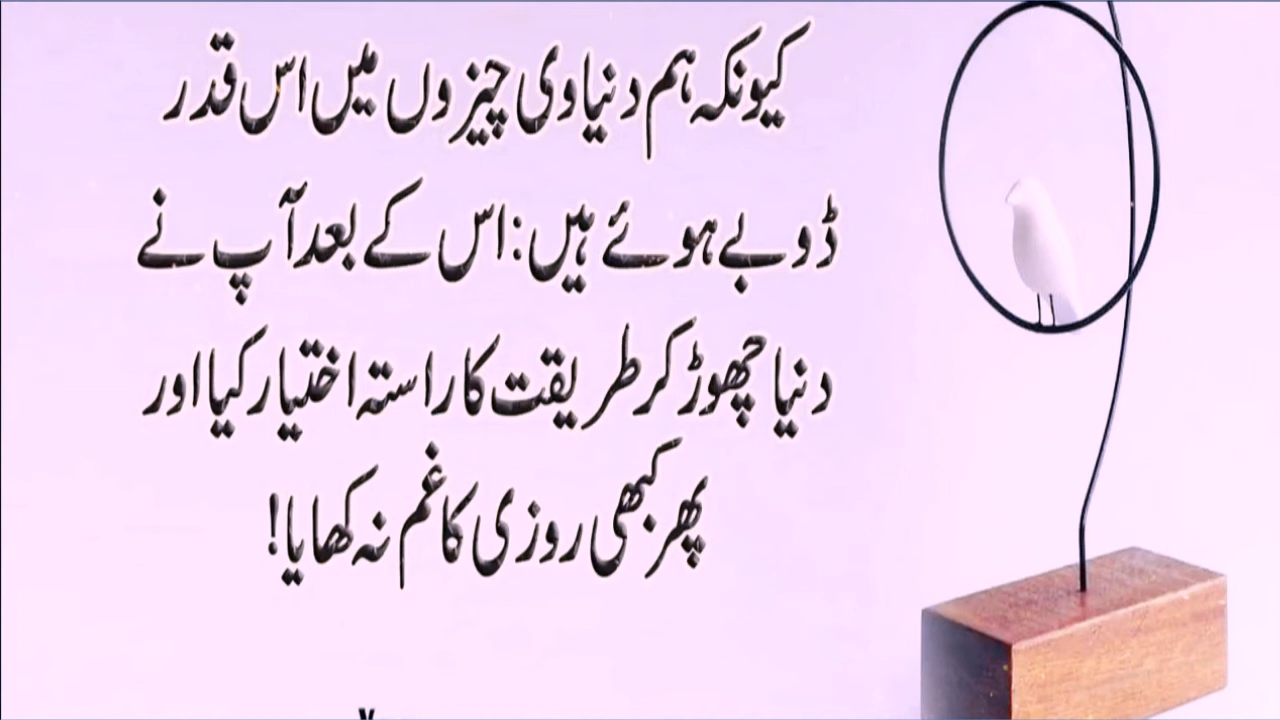 کیونکہ ہم دنیاوی چیزوں میں اس قدر
ڈوبے ہوئے ہیں: اس کے بعد آپ نے
دنیا چھوڑ کر طریقت کا راستہ اختیار کیا اور
پھر کبھی روزی کا غم نہ کھایا!